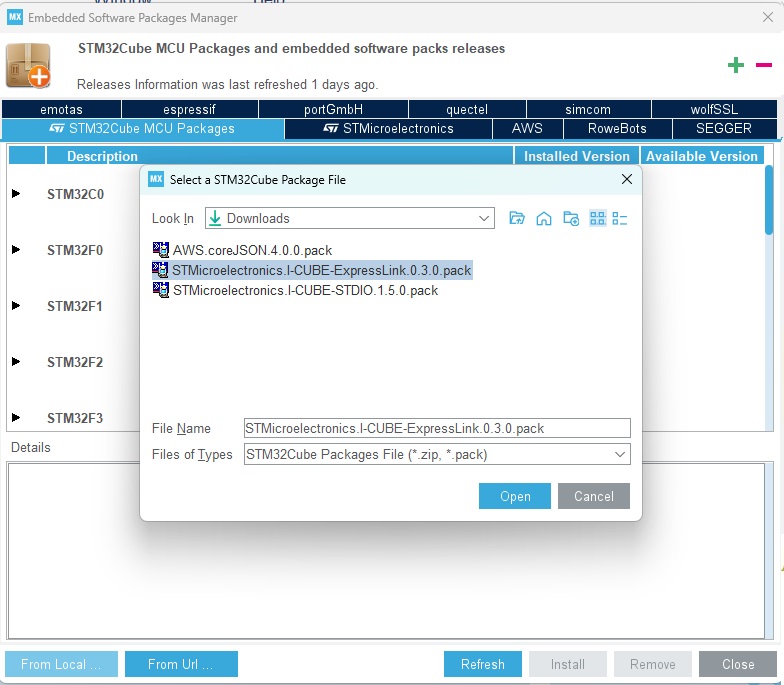 MX Embedded Software Packages Manager
STM32Cube MCU Packages and embedded software packs releases
Releases Information was last refreshed 1 days ago.
emotas espressif portGmbH quectel simcom wolfSSL
STM32Cube MCU Packages STMicroelectronics AWS RoweBots SEGGER
Description Installed Version Available Version
MX Select a STM32Cube Package File
STM32C0
Look In Downloads
STM32F0
AWS.coreJSON.4.0.0.pack
STMicroelectronics.I-CUBE-ExpressLink.0.3.0.pack
STMicroelectronics.I-CUBE-STDIO.1.5.0.pack
STM32F1
STM32F2
STM32F3
File Name STMicroelectronics.I-CUBE-ExpressLink.0.3.0.pack
Details
Files of Types STM32Cube Packages File (*.zip, *.pack)
Open Cancel
From Local ... From Url ... Refresh Install Remove Close